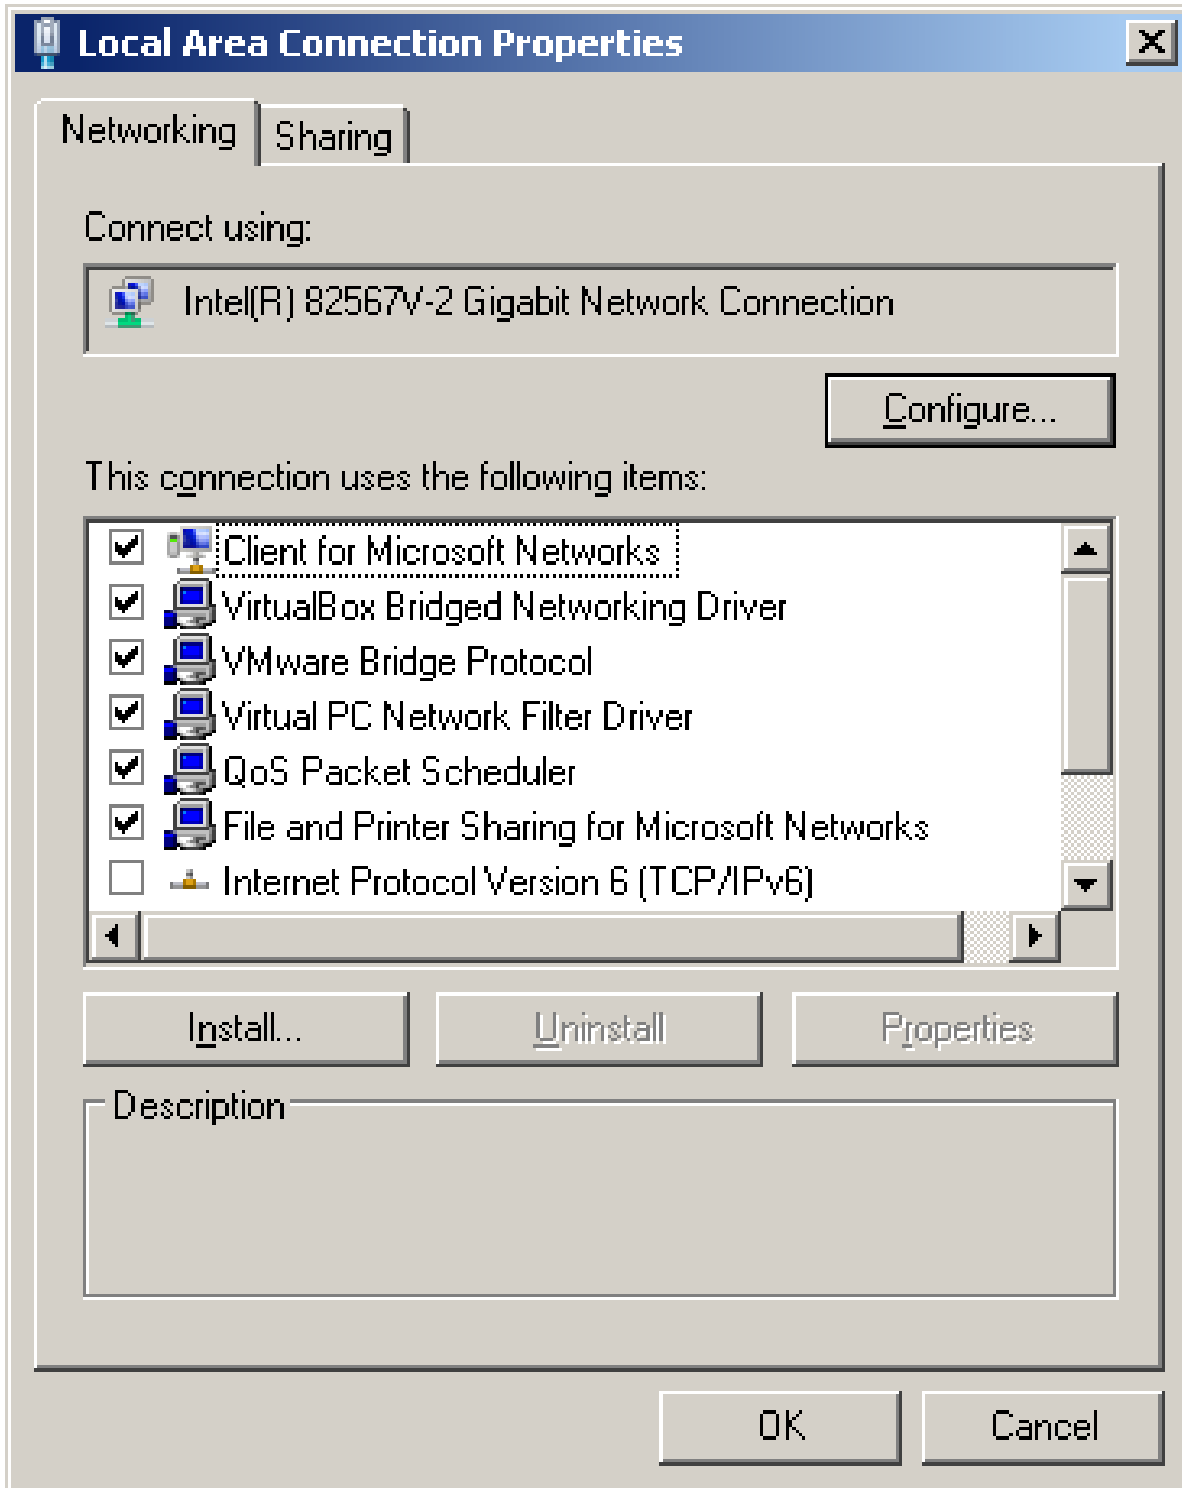 Local Area Connection Properties
Networking
Sharing
Connect using:
Intel(R) 82567V-2 Gigabit Network Connection
Configure...
This connection uses the following items:
Client for Microsoft Networks
VirtualBox Bridged Networking Driver
VMware Bridge Protocol
Virtual PC Network Filter Driver
QoS Packet Scheduler
File and Printer Sharing for Microsoft Networks
Internet Protocol Version 6 (TCP/IPv6)
Install...
Uninstall
Properties
Description
OK
Cancel